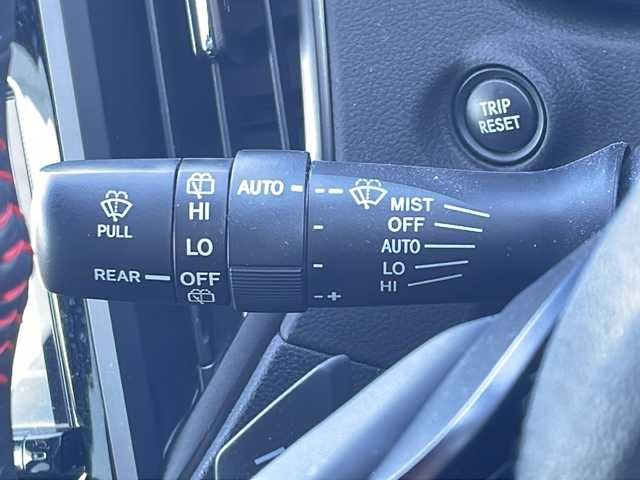 TRIP
RESET
PULL
REAR
HI
LO
OFF
AUTO
- +
MIST
OFF
AUTO
LO
HI